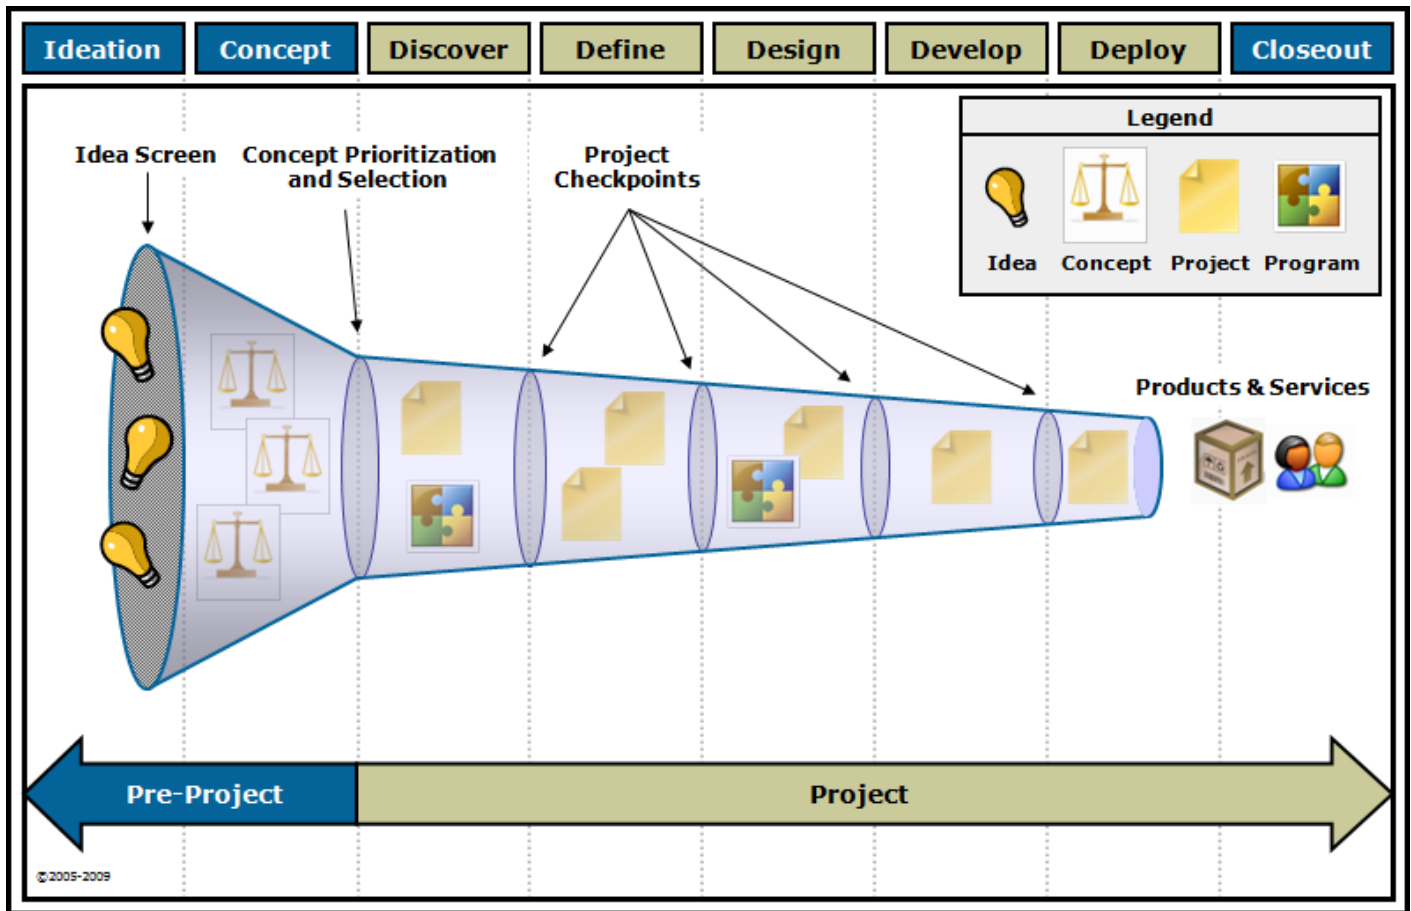 Ideation
Concept
Discover
Define
Design
Develop
Deploy
Closeout
Legend
Idea
Concept
Project
Program
Idea Screen
Concept Prioritization
and Selection
Project
Checkpoints
Products & Services
Pre-Project
Project
©2005-2009